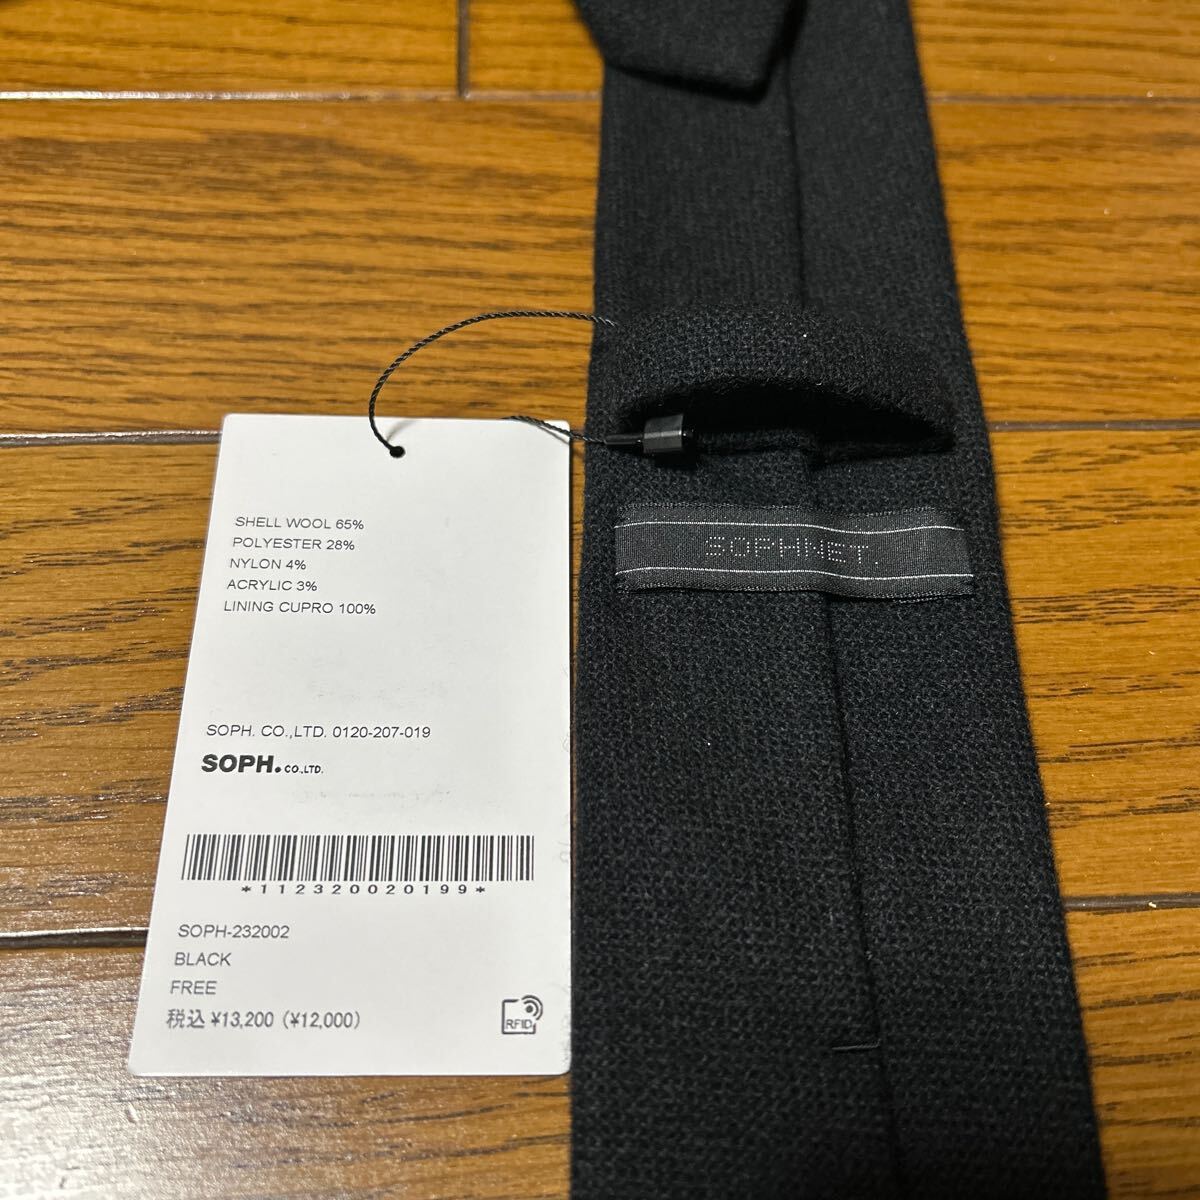 SHELL WOOL 65%
POLYESTER 28%
NYLON 4%
ACRYLIC 3%
LINING CUPRO 100%
SOPH. CO.,LTD. 0120-207-019
SOPH. CO.,LTD.
*112320020199*
SOPH-232002
BLACK
FREE
税込 ¥13,200 (¥12,000)
RFID
SOPHNET.